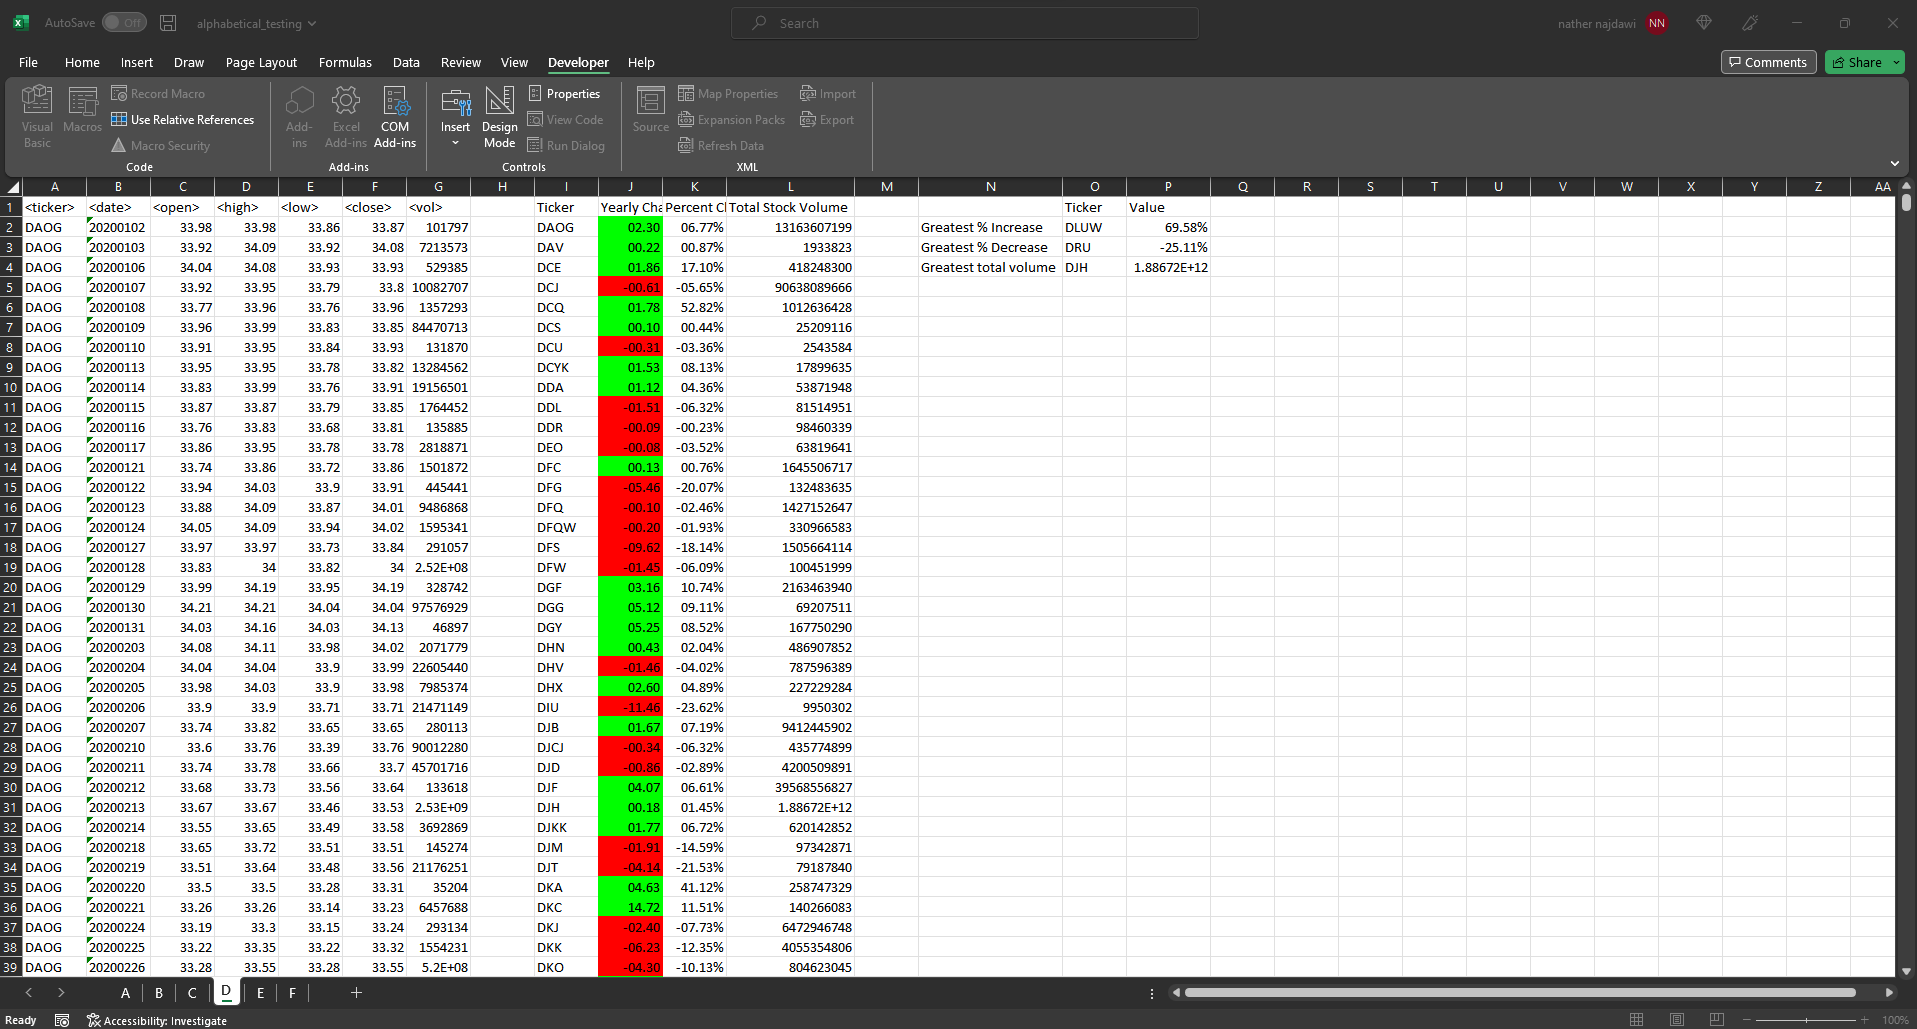 AutoSave Off alphabetical_testing Search nather najdawi NN
File Home Insert Draw Page Layout Formulas Data Review View Developer Help Comments Share
Visual Basic Macros Record Macro Use Relative References Macro Security Code
Add-ins Excel Add-ins COM Add-ins Add-ins
Insert Design Mode Properties View Code Run Dialog Controls
Source Map Properties Expansion Packs Refresh Data Import Export XML
A B C D E F G H I J K L M N O P Q R S T U V W X Y Z AA
1 <ticker> <date> <open> <high> <low> <close> <vol> Ticker Yearly Cha Percent Cl Total Stock Volume Ticker Value
2 DAOG 20200102 33.98 33.98 33.86 33.87 101797 DAOG 02.30 06.77% 13163607199 Greatest % Increase DLUW 69.58%
3 DAOG 20200103 33.92 34.09 33.92 34.08 7213573 DAV 00.22 00.87% 1933823 Greatest % Decrease DRU -25.11%
4 DAOG 20200106 34.04 34.08 33.93 33.93 529385 DCE 01.86 17.10% 418248300 Greatest total volume DJH 1.88672E+12
5 DAOG 20200107 33.92 33.95 33.79 33.8 10082707 DCJ -00.61 -05.65% 90638089666
6 DAOG 20200108 33.77 33.96 33.76 33.96 1357293 DCQ 01.78 52.82% 1012636428
7 DAOG 20200109 33.96 33.99 33.83 33.85 84470713 DCS 00.10 00.44% 25209116
8 DAOG 20200110 33.91 33.95 33.84 33.93 131870 DCU -00.31 -03.36% 2543584
9 DAOG 20200113 33.95 33.95 33.78 33.82 13284562 DCYK 01.53 08.13% 17899635
10 DAOG 20200114 33.83 33.99 33.76 33.91 19156501 DDA 01.12 04.36% 53871948
11 DAOG 20200115 33.87 33.87 33.79 33.85 1764452 DDL -01.51 -06.32% 81514951
12 DAOG 20200116 33.76 33.83 33.68 33.81 135885 DDR -00.09 -00.23% 98460339
13 DAOG 20200117 33.86 33.95 33.78 33.78 2818871 DEO -00.08 -03.52% 63819641
14 DAOG 20200121 33.74 33.86 33.72 33.86 1501872 DFC 00.13 00.76% 1645506717
15 DAOG 20200122 33.94 34.03 33.9 33.91 445441 DFG -05.46 -20.07% 132483635
16 DAOG 20200123 33.88 34.09 33.87 34.01 9486868 DFQ -00.10 -02.46% 1427152647
17 DAOG 20200124 34.05 34.09 33.94 34.02 1595341 DFQW -00.20 -01.93% 330966583
18 DAOG 20200127 33.97 33.97 33.73 33.84 291057 DFS -09.62 -18.14% 1505664114
19 DAOG 20200128 33.83 34 33.82 34 2.52E+08 DFW -01.45 -06.09% 100451999
20 DAOG 20200129 33.99 34.19 33.95 34.19 328742 DGF 03.16 10.74% 2163463940
21 DAOG 20200130 34.21 34.21 34.04 34.04 97576929 DGG 05.12 09.11% 69207511
22 DAOG 20200131 34.03 34.16 34.03 34.13 46897 DGY 05.25 08.52% 167750290
23 DAOG 20200203 34.08 34.11 33.98 34.02 2071779 DHN 00.43 02.04% 486907852
24 DAOG 20200204 34.04 34.04 33.9 33.99 22605440 DHV -01.46 -04.02% 787596389
25 DAOG 20200205 33.98 34.03 33.9 33.98 7985374 DHX 02.60 04.89% 227229284
26 DAOG 20200206 33.9 33.9 33.71 33.71 21471149 DIU -11.46 -23.62% 9950302
27 DAOG 20200207 33.74 33.82 33.65 33.65 280113 DJB 01.67 07.19% 9412445902
28 DAOG 20200210 33.6 33.76 33.39 33.76 90012280 DJCJ -00.34 -06.32% 435774899
29 DAOG 20200211 33.74 33.78 33.66 33.7 45701716 DJD -00.86 -02.89% 4200509891
30 DAOG 20200212 33.68 33.73 33.56 33.64 133618 DJF 04.07 06.61% 39568556827
31 DAOG 20200213 33.67 33.67 33.46 33.53 2.53E+09 DJH 00.18 01.45% 1.88672E+12
32 DAOG 20200214 33.55 33.65 33.49 33.58 3692869 DJKK 01.77 06.72% 620142852
33 DAOG 20200218 33.65 33.72 33.51 33.51 145274 DJM -01.91 -14.59% 97342871
34 DAOG 20200219 33.51 33.64 33.48 33.56 21176251 DJT -04.14 -21.53% 79187840
35 DAOG 20200220 33.5 33.5 33.28 33.31 35204 DKA 04.63 41.12% 258747329
36 DAOG 20200221 33.26 33.26 33.14 33.23 6457688 DKC 14.72 11.51% 140266083
37 DAOG 20200224 33.19 33.3 33.15 33.24 293134 DKJ -02.40 -07.73% 6472946748
38 DAOG 20200225 33.22 33.35 33.22 33.32 1554231 DKK -06.23 -12.35% 4055354806
39 DAOG 20200226 33.28 33.55 33.28 33.55 5.2E+08 DKO -04.30 -10.13% 804623045
A B C D E F
Ready Accessibility: Investigate 100%